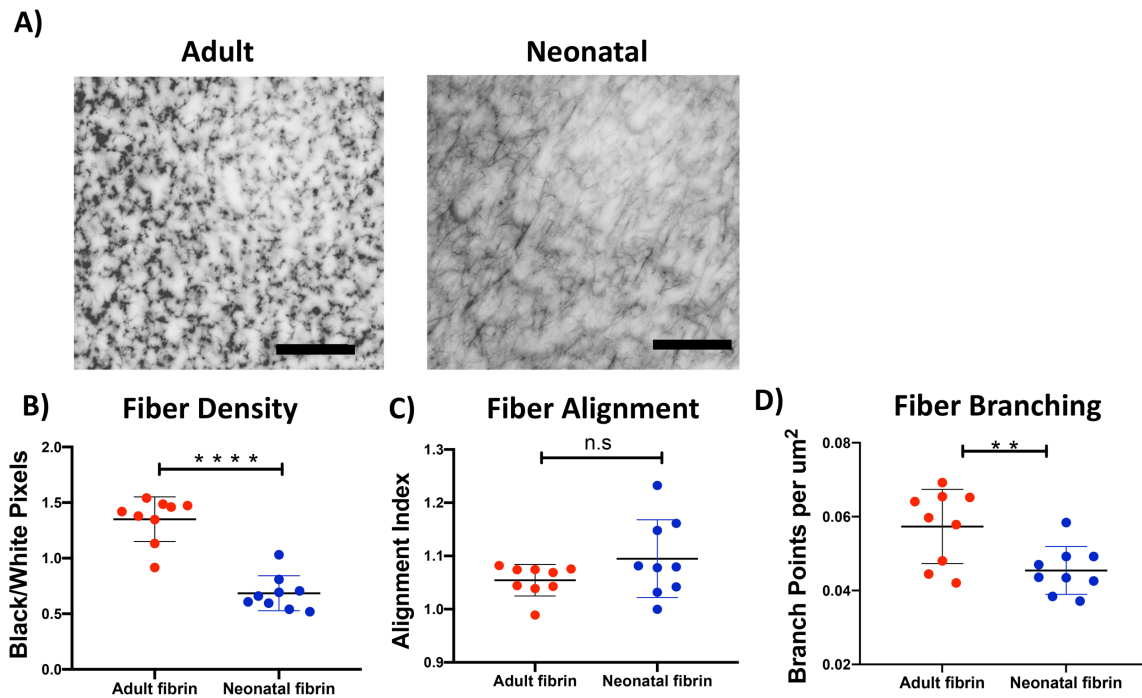 A)
Adult
Neonatal
B)
Fiber Density
Black/White Pixels
2.0
1.5
1.0
0.5
0.0
* * * *
Adult fibrin
Neonatal fibrin
C)
Fiber Alignment
Alignment Index
1.3
1.2
1.1
1.0
0.9
n.s
Adult fibrin
Neonatal fibrin
D)
Fiber Branching
Branch Points per um²
0.08
0.06
0.04
0.02
* *
Adult fibrin
Neonatal fibrin